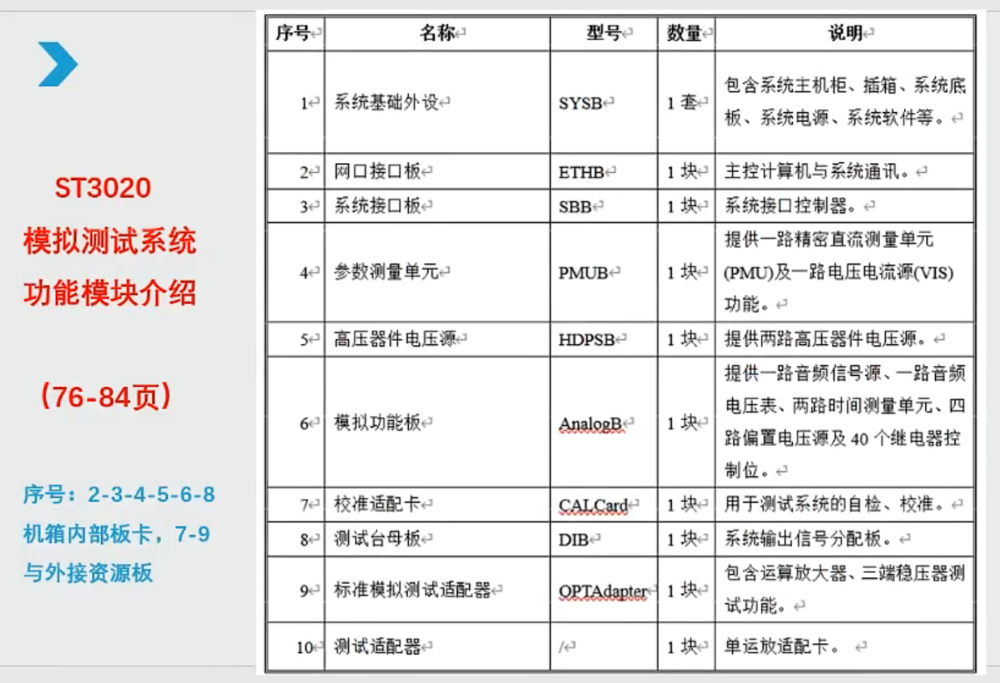 ST3020
模拟测试系统
功能模块介绍
(76-84页)
序号：2-3-4-5-6-8
机箱内部板卡，7-9
与外接资源板
序号 名称 型号 数量 说明
1 系统基础外设 SYSB 1 套 包含系统主机柜、插箱、系统底
板、系统电源、系统软件等。
2 网口接口板 ETHB 1 块 主控计算机与系统通讯。
3 系统接口板 SBB 1 块 系统接口控制器。
4 参数测量单元 PMUB 1 块 提供一路精密直流测量单元
(PMU)及一路电压电流源(VIS)
功能。
5 高压器件电压源 HDPSB 1 块 提供两路高压器件电压源。
6 模拟功能板 AnalogB 1 块 提供一路音频信号源、一路音频
电压表、两路时间测量单元、四
路偏置电压源及 40 个继电器控
制位。
7 校准适配卡 CALCard 1 块 用于测试系统的自检、校准。
8 测试台母板 DIB 1 块 系统输出信号分配板。
9 标准模拟测试适配器 OPTAdapter 1 块 包含运算放大器、三端稳压器测
试功能。
10 测试适配器 / 1 块 单运放适配卡。